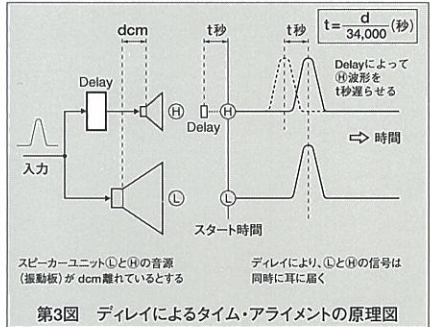 dcm
t秒
t秒
t=d/34,000(秒)
Delay
Ⓗ
Delay
Ⓗ
Delayによって
Ⓗ波形を
t秒遅らせる
⇨ 時間
入力
Ⓛ
Ⓛ
スタート時間
スピーカーユニットⓁとⒽの音源
(振動板)が dcm離れているとする
ディレイにより、ⓁとⒽの信号は
同時に耳に届く
第3図 ディレイによるタイム・アライメントの原理図